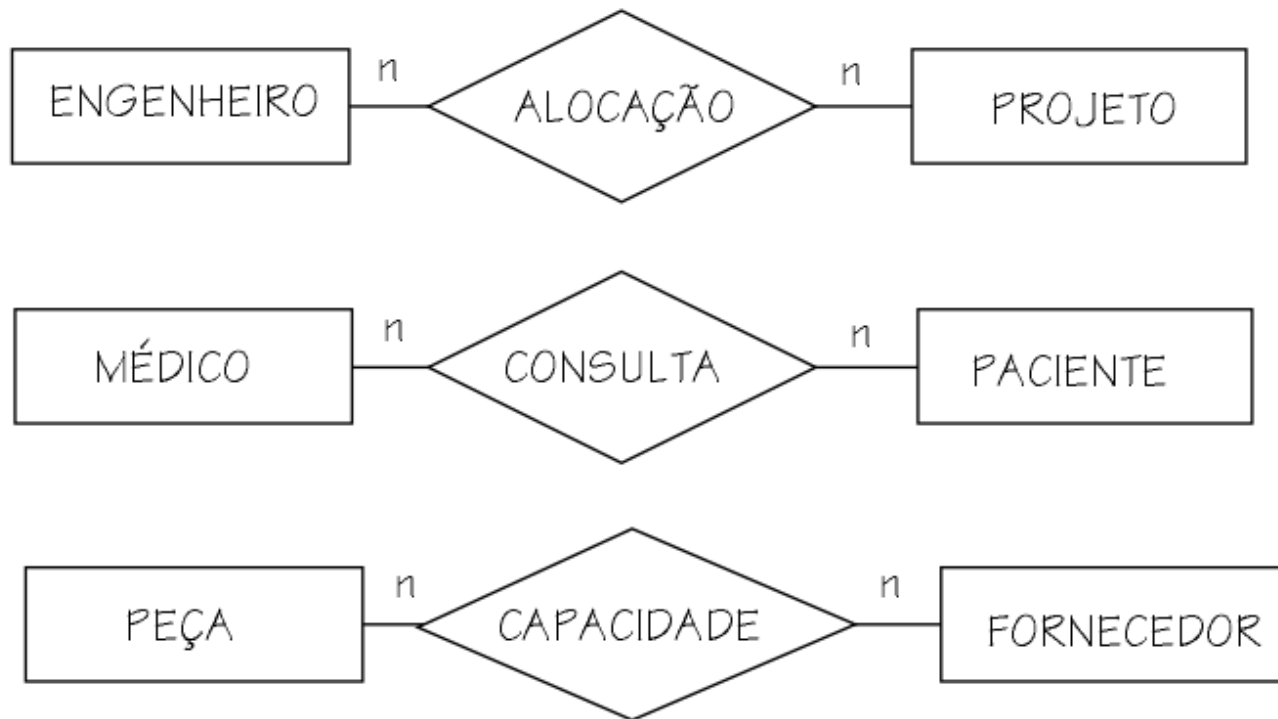 n n
ENGENHEIRO ALOCAÇÃO PROJETO
n n
MÉDICO CONSULTA PACIENTE
n n
PEÇA CAPACIDADE FORNECEDOR